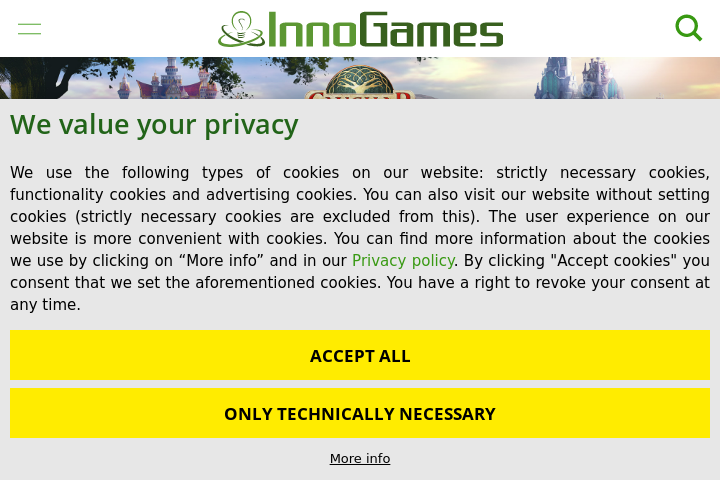 InnoGames
We value your privacy
We use the following types of cookies on our website: strictly necessary cookies,
functionality cookies and advertising cookies. You can also visit our website without setting
cookies (strictly necessary cookies are excluded from this). The user experience on our
website is more convenient with cookies. You can find more information about the cookies
we use by clicking on “More info” and in our Privacy policy. By clicking "Accept cookies" you
consent that we set the aforementioned cookies. You have a right to revoke your consent at
any time.
ACCEPT ALL
ONLY TECHNICALLY NECESSARY
More info